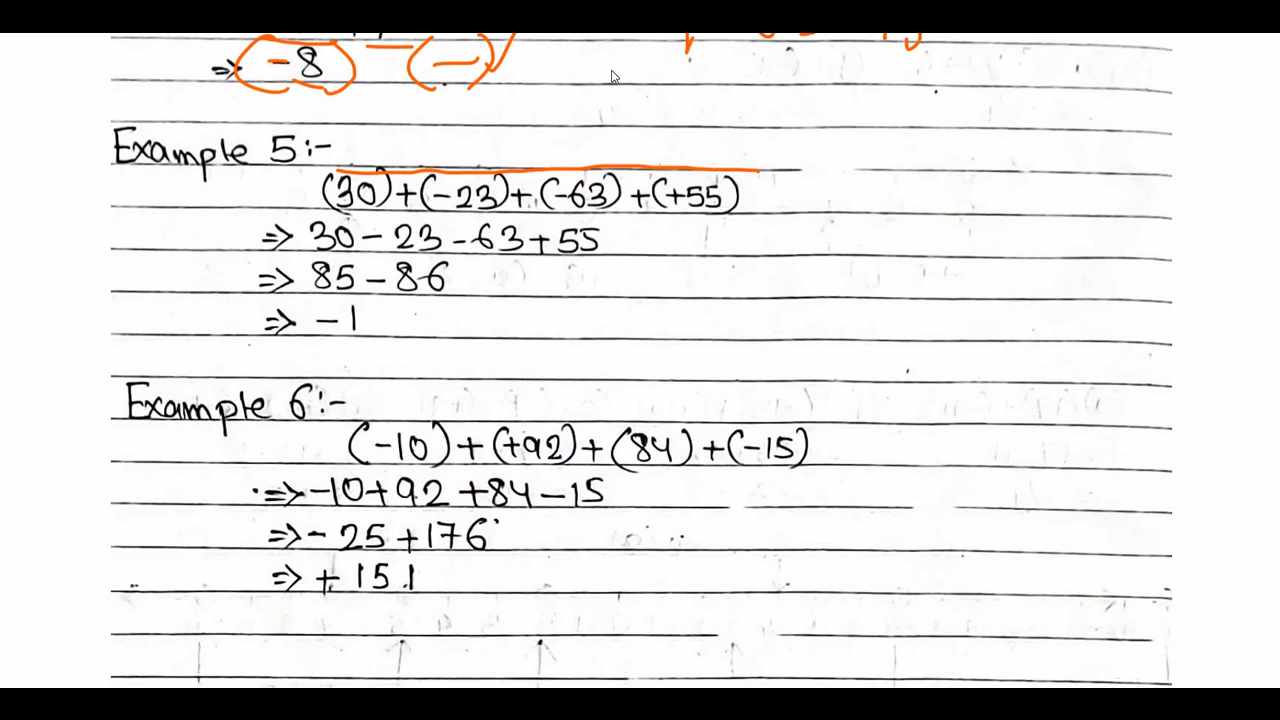 ⇒ -8 (-)
Example 5:-
(30)+(-23)+(-63)+(+55)
⇒ 30-23-63+55
⇒ 85-86
⇒ -1
Example 6:-
(-10)+(+92)+(84)+(-15)
⇒ -10+92+84-15
⇒ -25+176
⇒ +151